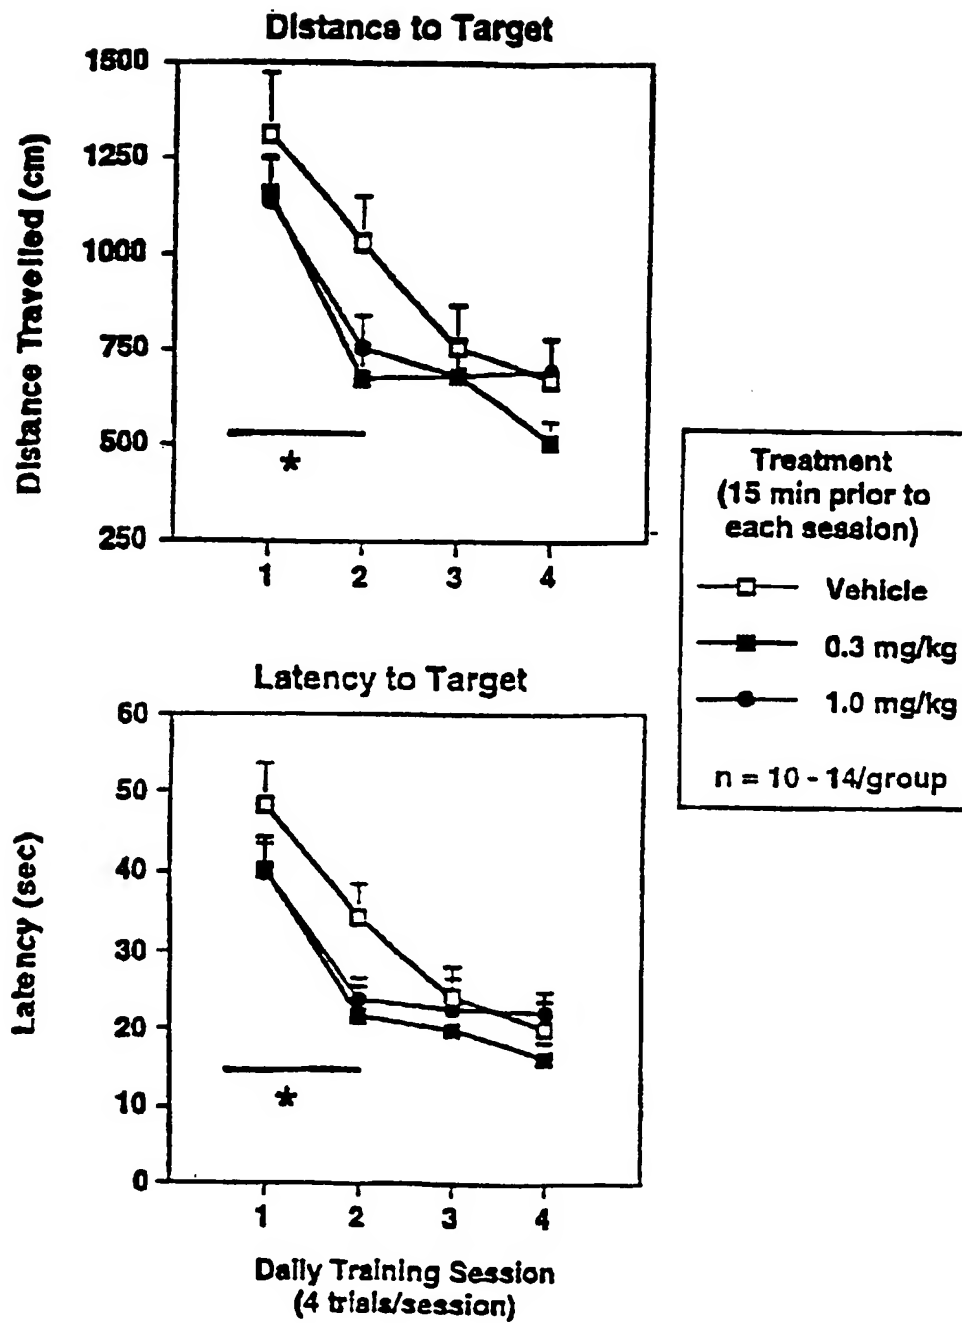 Distance to Target
1500
1250
1000
750
500
250
Distance Travelled (cm)
*
1
2
3
4
Treatment
(15 min prior to
each session)
Vehicle
0.3 mg/kg
1.0 mg/kg
n = 10 - 14/group
Latency to Target
60
50
40
30
20
10
0
Latency (sec)
*
1
2
3
4
Daily Training Session
(4 trials/session)